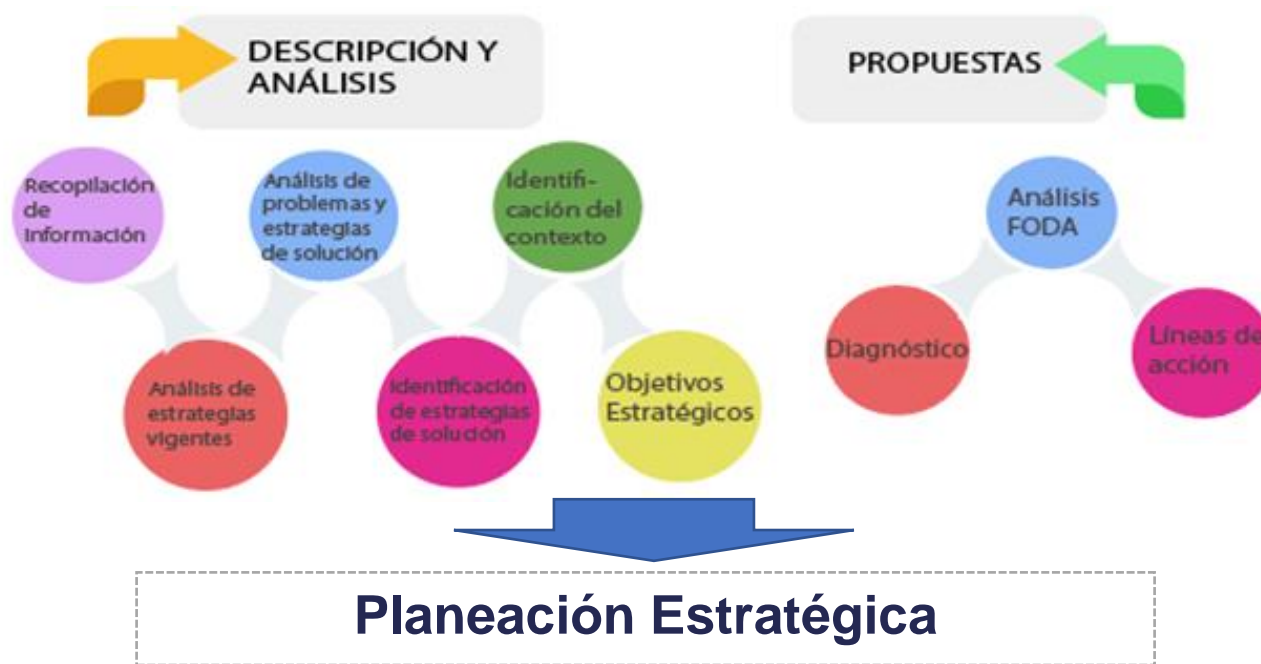 DESCRIPCIÓN Y
ANÁLISIS
PROPUESTAS
Recopilación
de
Información
Análisis de
problemas y
estrategias
de solución
Identifi-
cación del
contexto
Análisis de
estrategias
vigentes
Identificación
de estrategias
de solución
Objetivos
Estratégicos
Análisis
FODA
Diagnóstico
Líneas de
acción
Planeación Estratégica